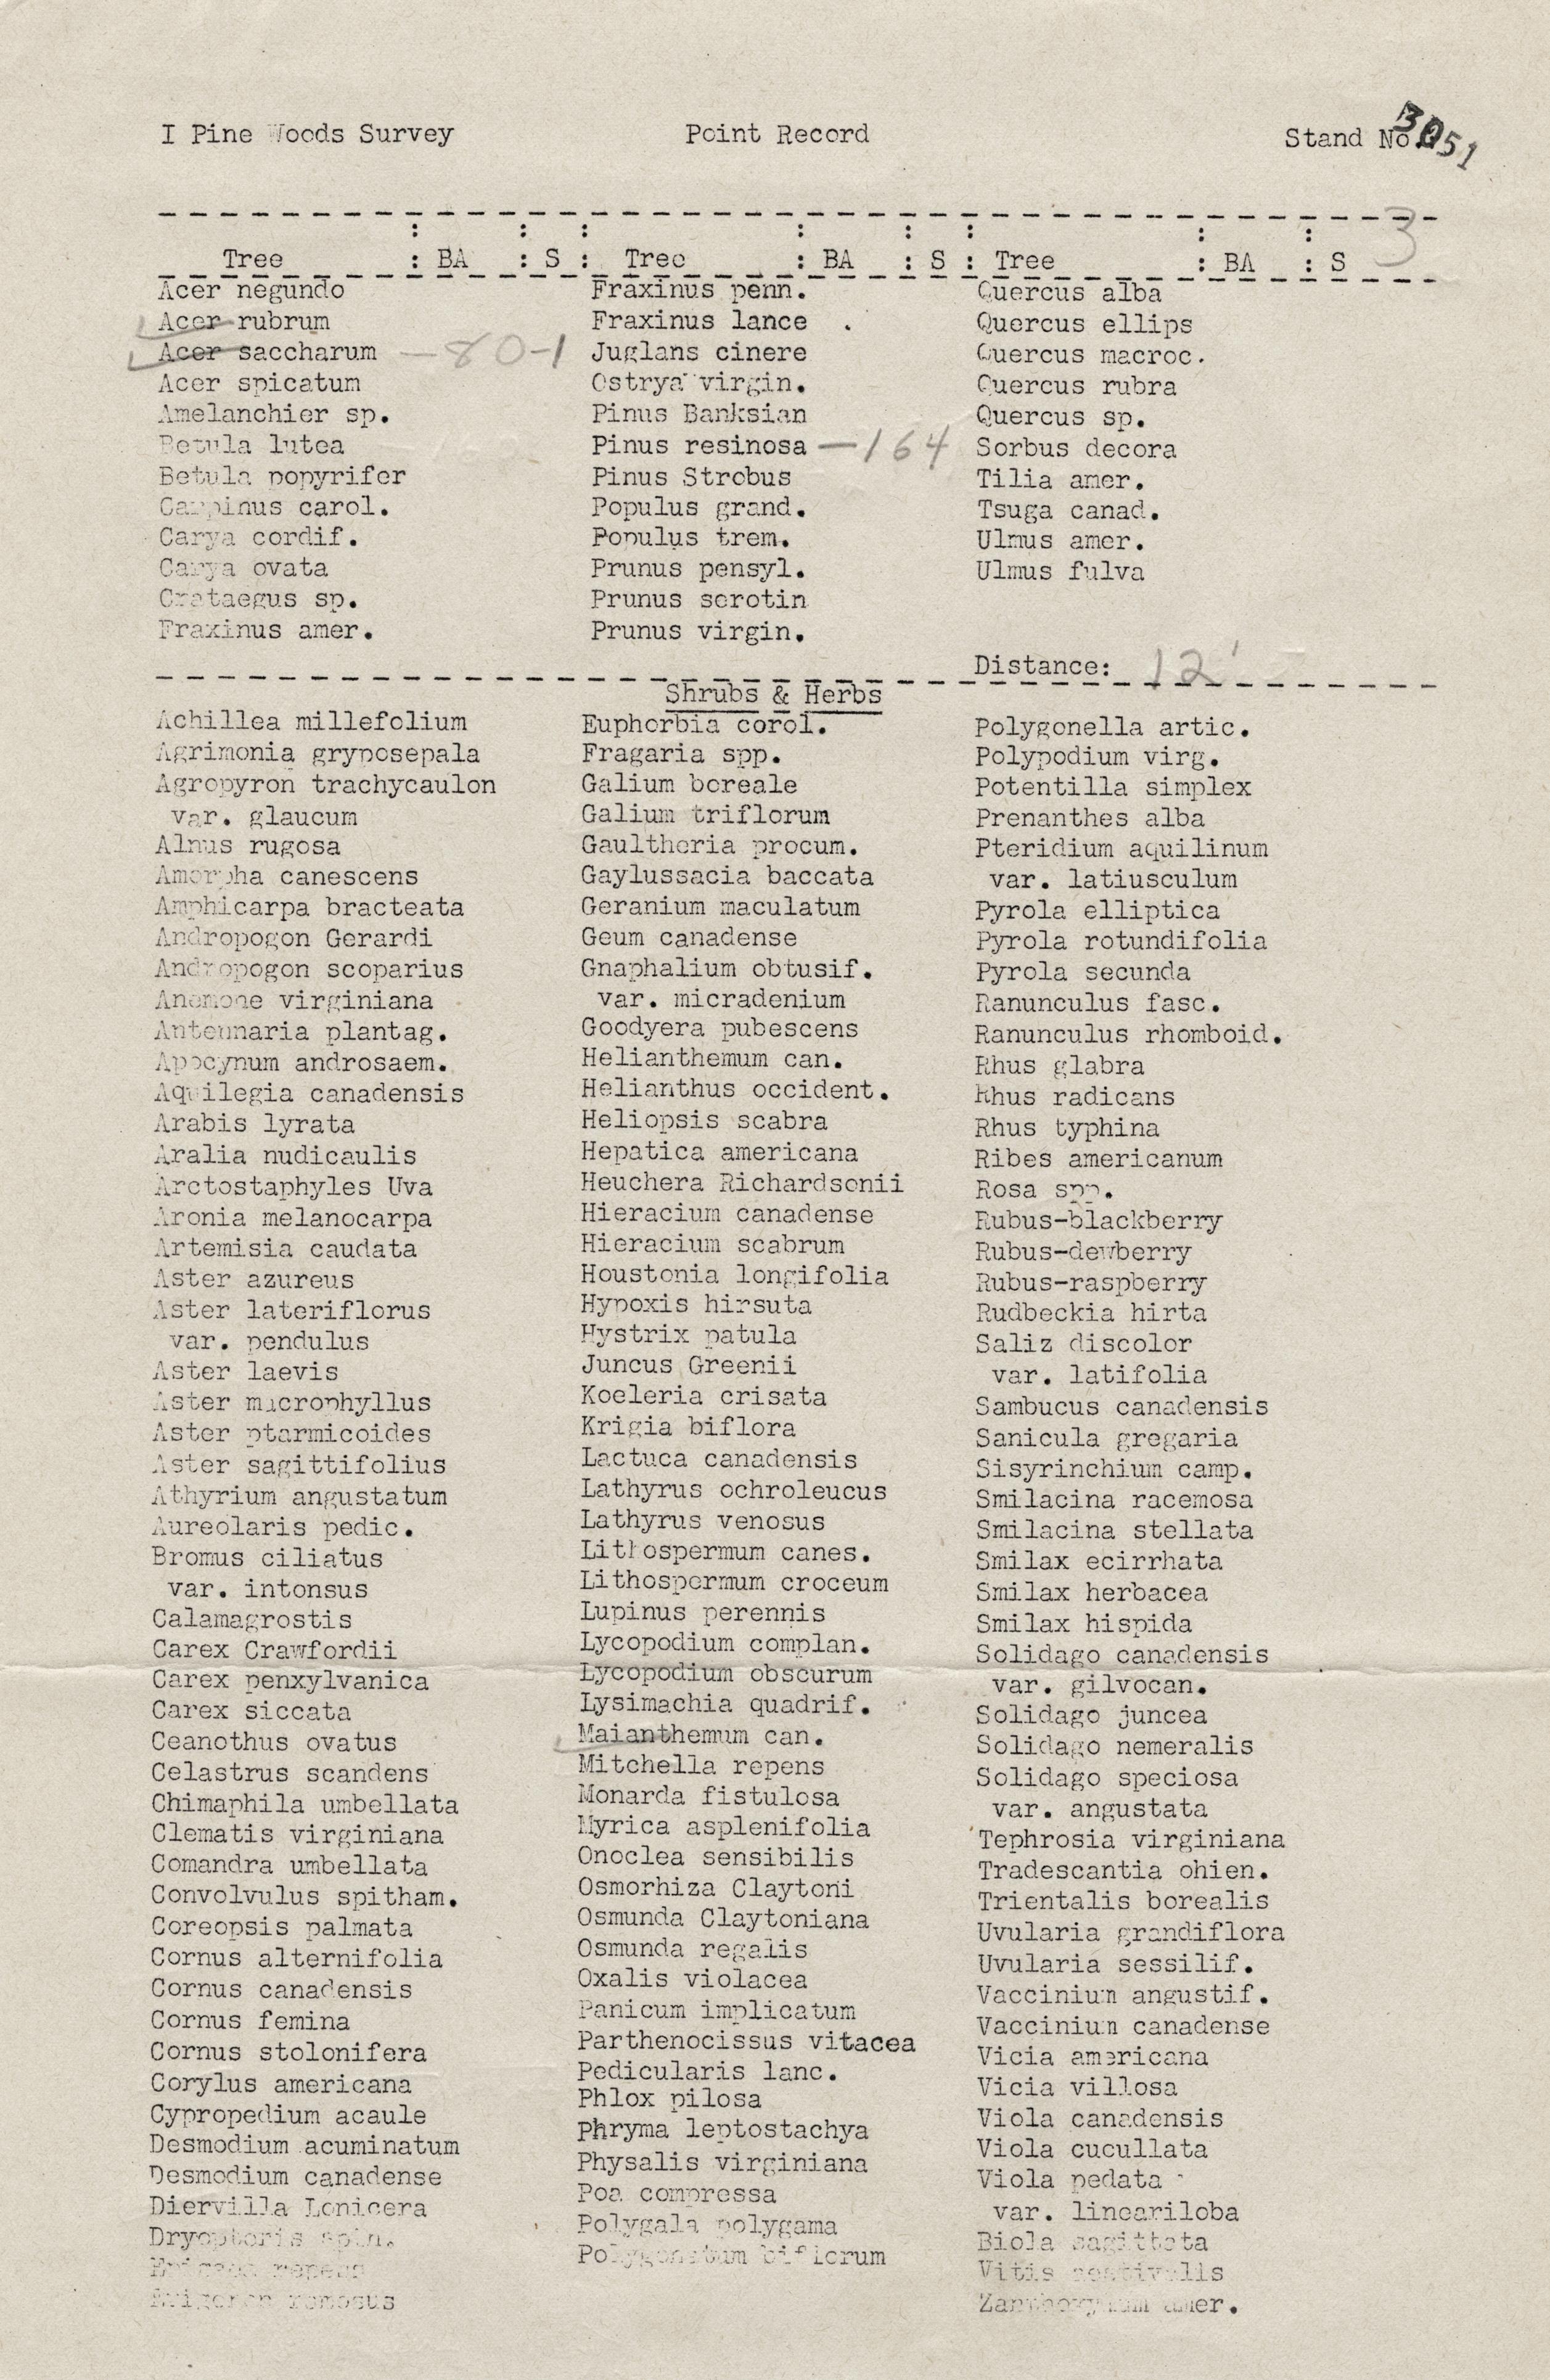 I Pine Woods Survey Point Record Stand No. 3051
3
Tree : BA : S : Treo : BA : S : Tree : BA : S
Acer negundo
Acer rubrum
Acer saccharum — 80-1
Acer spicatum
Amelanchier sp.
Betula lutea
Betula popyrifer
Carpinus carol.
Carya cordif.
Carya ovata
Crataegus sp.
Fraxinus amer.
Fraxinus penn.
Fraxinus lance .
Juglans cinere
Ostrya virgin.
Pinus Banksian
Pinus resinosa — 164
Pinus Strobus
Populus grand.
Populus trem.
Prunus pensyl.
Prunus serotin
Prunus virgin.
Quercus alba
Quercus ellips
Quercus macroc.
Quercus rubra
Quercus sp.
Sorbus decora
Tilia amer.
Tsuga canad.
Ulmus amer.
Ulmus fulva
Distance: 12'
Shrubs & Herbs
Achillea millefolium
Agrimonia gryposepala
Agropyron trachycaulon
var. glaucum
Alnus rugosa
Amorpha canescens
Amphicarpa bracteata
Andropogon Gerardi
Andropogon scoparius
Anemone virginiana
Antennaria plantag.
Apocynum androsaem.
Aquilegia canadensis
Arabis lyrata
Aralia nudicaulis
Arctostaphyles Uva
Aronia melanocarpa
Artemisia caudata
Aster azureus
Aster lateriflorus
var. pendulus
Aster laevis
Aster macrophyllus
Aster ptarmicoides
Aster sagittifolius
Athyrium angustatum
Aureolaris pedic.
Bromus ciliatus
var. intonsus
Calamagrostis
Carex Crawfordii
Carex penxylvanica
Carex siccata
Ceanothus ovatus
Celastrus scandens
Chimaphila umbellata
Clematis virginiana
Comandra umbellata
Convolvulus spitham.
Coreopsis palmata
Cornus alternifolia
Cornus canadensis
Cornus femina
Cornus stolonifera
Corylus americana
Cypropedium acaule
Desmodium acuminatum
Desmodium canadense
Diervilla Lonicera
Dryopteris spin.
Epigaea repens
Erigeron ramosus
Euphorbia corol.
Fragaria spp.
Galium boreale
Galium triflorum
Gaultheria procum.
Gaylussacia baccata
Geranium maculatum
Geum canadense
Gnaphalium obtusif.
var. micradenium
Goodyera pubescens
Helianthemum can.
Helianthus occident.
Heliopsis scabra
Hepatica americana
Heuchera Richardsonii
Hieracium canadense
Hieracium scabrum
Houstonia longifolia
Hypoxis hirsuta
Hystrix patula
Juncus Greenii
Koeleria crisata
Krigia biflora
Lactuca canadensis
Lathyrus ochroleucus
Lathyrus venosus
Lithospermum canes.
Lithospermum croceum
Lupinus perennis
Lycopodium complan.
Lycopodium obscurum
Lysimachia quadrif.
Maianthemum can.
Mitchella repens
Monarda fistulosa
Myrica asplenifolia
Onoclea sensibilis
Osmorhiza Claytoni
Osmunda Claytoniana
Osmunda regalis
Oxalis violacea
Panicum implicatum
Parthenocissus vitacea
Pedicularis lanc.
Phlox pilosa
Phryma leptostachya
Physalis virginiana
Poa compressa
Polygala polygama
Polygonatum biflorum
Polygonella artic.
Polypodium virg.
Potentilla simplex
Prenanthes alba
Pteridium aquilinum
var. latiusculum
Pyrola elliptica
Pyrola rotundifolia
Pyrola secunda
Ranunculus fasc.
Ranunculus rhomboid.
Rhus glabra
Rhus radicans
Rhus typhina
Ribes americanum
Rosa spp.
Rubus-blackberry
Rubus-dewberry
Rubus-raspberry
Rudbeckia hirta
Saliz discolor
var. latifolia
Sambucus canadensis
Sanicula gregaria
Sisyrinchium camp.
Smilacina racemosa
Smilacina stellata
Smilax ecirrhata
Smilax herbacea
Smilax hispida
Solidago canadensis
var. gilvocan.
Solidago juncea
Solidago nemeralis
Solidago speciosa
var. angustata
Tephrosia virginiana
Tradescantia ohien.
Trientalis borealis
Uvularia grandiflora
Uvularia sessilif.
Vaccinium angustif.
Vaccinium canadense
Vicia americana
Vicia villosa
Viola canadensis
Viola cucullata
Viola pedata
var. lineariloba
Biola sagittata
Vitis aestivalis
Zanthoxylum amer.